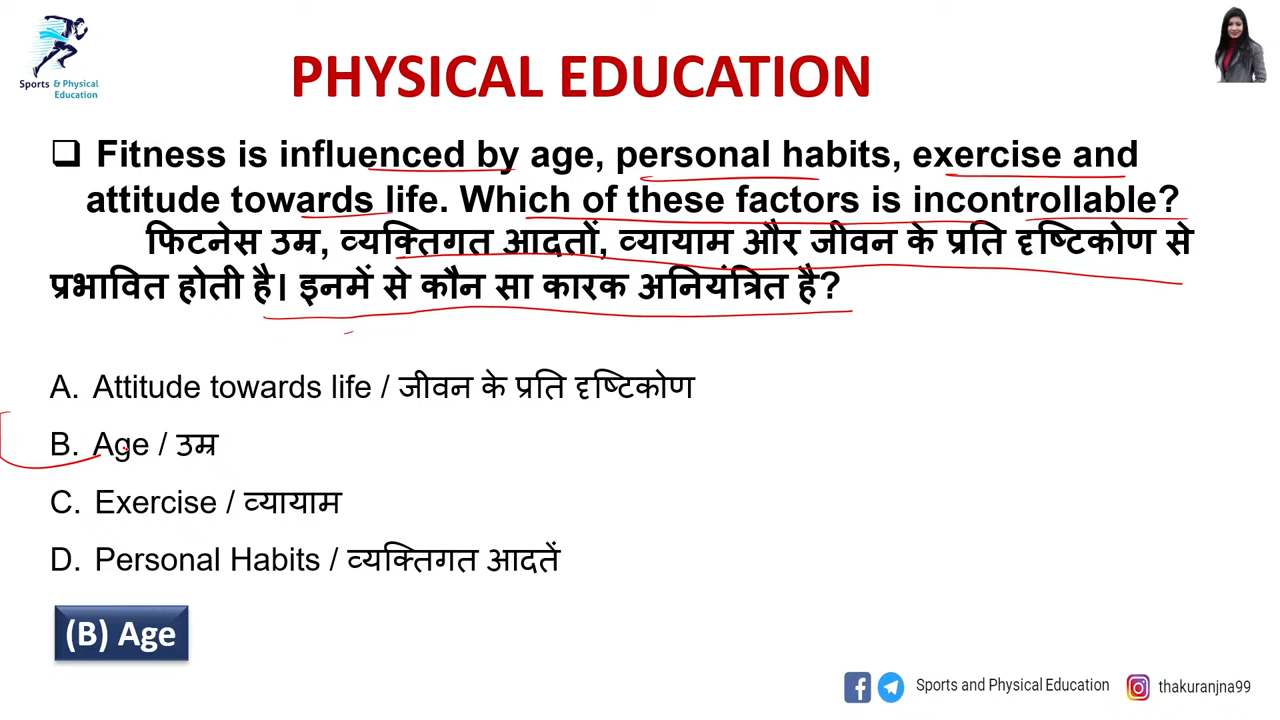 Sports & Physical
Education
PHYSICAL EDUCATION
❑ Fitness is influenced by age, personal habits, exercise and
attitude towards life. Which of these factors is incontrollable?
फिटनेस उम्र, व्यक्तिगत आदतों, व्यायाम और जीवन के प्रति दृष्टिकोण से
प्रभावित होती है। इनमें से कौन सा कारक अनियंत्रित है?
A. Attitude towards life / जीवन के प्रति दृष्टिकोण
B. Age / उम्र
C. Exercise / व्यायाम
D. Personal Habits / व्यक्तिगत आदतें
(B) Age
Sports and Physical Education
thakuranjna99